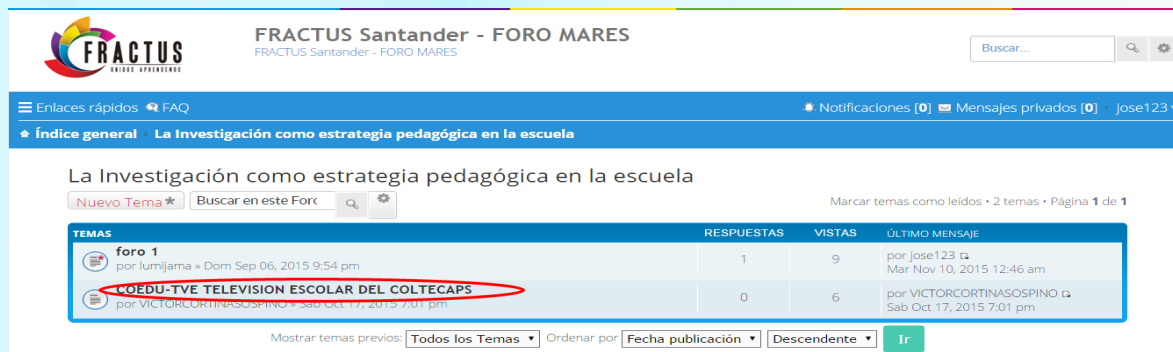 FRACTUS
UNIDOS APRENDEMOS
FRACTUS Santander - FORO MARES
FRACTUS Santander - FORO MARES
Buscar...
Enlaces rápidos FAQ
Notificaciones [0] Mensajes privados [0] jose123
Índice general La Investigación como estrategia pedagógica en la escuela
La Investigación como estrategia pedagógica en la escuela
Nuevo Tema Buscar en este Foro
Marcar temas como leídos • 2 temas • Página 1 de 1
TEMAS RESPUESTAS VISTAS ÚLTIMO MENSAJE
foro 1
por lumijama » Dom Sep 06, 2015 9:54 pm
1 9
por jose123
Mar Nov 10, 2015 12:46 am
COEDU-TVE TELEVISION ESCOLAR DEL COLTECAPS
por VICTORCORTINASOSPINO » Sab Oct 17, 2015 7:01 pm
0 6
por VICTORCORTINASOSPINO
Sab Oct 17, 2015 7:01 pm
Mostrar temas previos: Todos los Temas Ordenar por Fecha publicación Descendente Ir